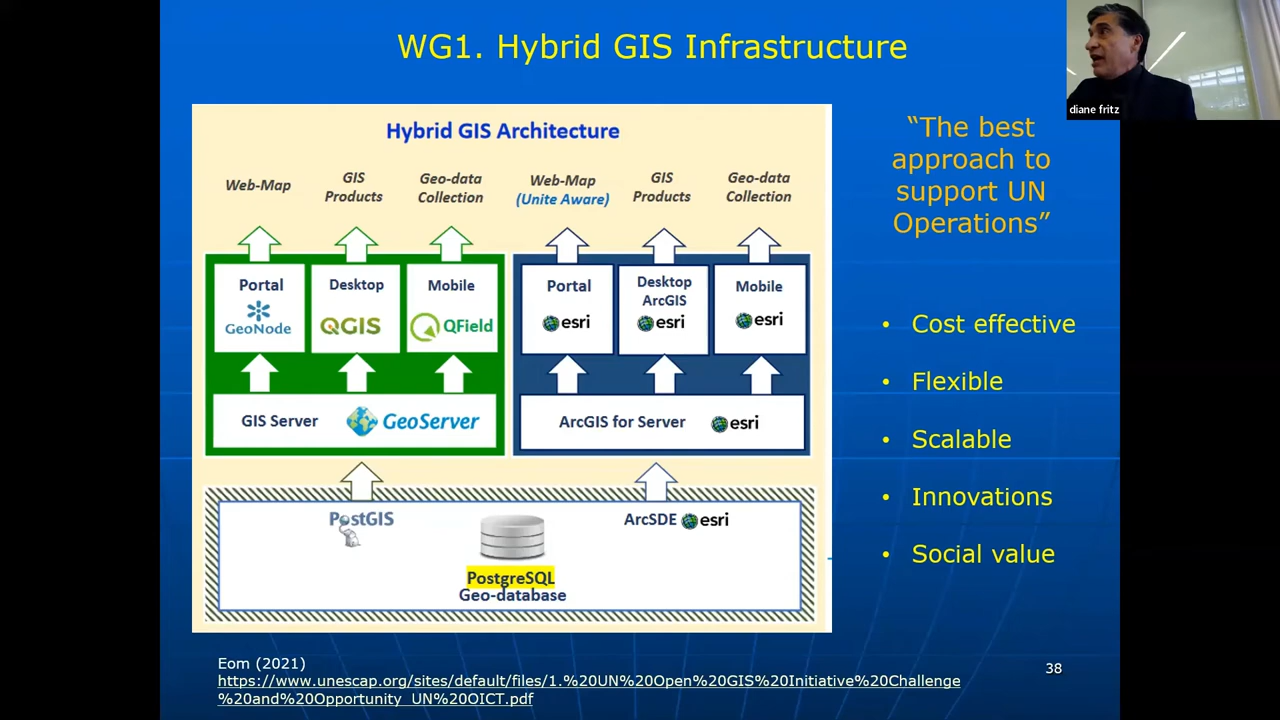 WG1. Hybrid GIS Infrastructure
diane fritz
Hybrid GIS Architecture
Web-Map
GIS
Products
Geo-data
Collection
Web-Map
(Unite Aware)
GIS
Products
Geo-data
Collection
Portal
GeoNode
Desktop
QGIS
Mobile
QField
Portal
esri
Desktop
ArcGIS
esri
Mobile
esri
GIS Server GeoServer
ArcGIS for Server esri
PostGIS
ArcSDE esri
PostgreSQL
Geo-database
“The best
approach to
support UN
Operations”
• Cost effective
• Flexible
• Scalable
• Innovations
• Social value
Eom (2021)
https://www.unescap.org/sites/default/files/1.%20UN%20Open%20GIS%20Initiative%20Challenge
%20and%20Opportunity_UN%20OICT.pdf
38